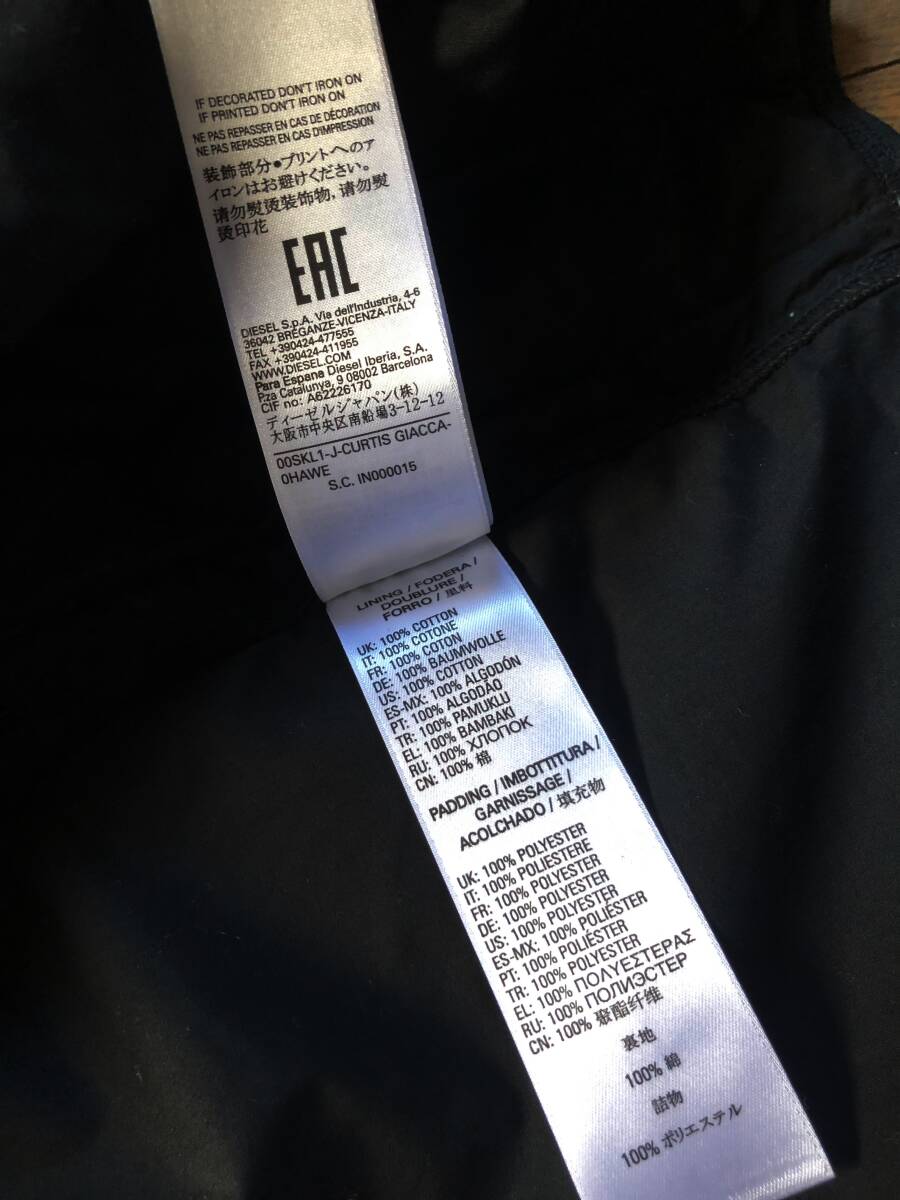 IF DECORATED DON'T IRON ON
IF PRINTED DON'T IRON ON
NE PAS REPASSER EN CAS DE DÉCORATION
NE PAS REPASSER EN CAS D'IMPRESSION
装飾部分●プリントへのア
イロンはお避けください。
请勿熨烫装饰物,请勿熨
烫印花
EAC
DIESEL S.p.A. Via dell'Industria, 4-6
36042 BREGANZE-VICENZA-ITALY
TEL +390424-477555
FAX +390424-411955
WWW.DIESEL.COM
Para Espana Diesel Iberia, S.A.
Pza Catalunya, 9 08002 Barcelona
CIF no: A62226170
ディーゼルジャパン(株)
大阪市中央区南船場3-12-12
00SKL1-J-CURTIS GIACCA-
0HAWE
S.C. IN000015
LINING / FODERA /
DOUBLURE /
FORRO / 里料
UK: 100% COTTON
IT: 100% COTONE
FR: 100% COTON
DE: 100% BAUMWOLLE
US: 100% COTTON
ES-MX: 100% ALGODÓN
PT: 100% ALGODÃO
TR: 100% PAMUKLU
EL: 100% BAMBAKI
RU: 100% ХЛОПОК
CN: 100% 棉
PADDING / IMBOTTITURA /
GARNISSAGE /
ACOLCHADO / 填充物
UK: 100% POLYESTER
IT: 100% POLIESTERE
FR: 100% POLYESTER
DE: 100% POLYESTER
US: 100% POLYESTER
ES-MX: 100% POLIÉSTER
PT: 100% POLIÉSTER
TR: 100% POLYESTER
EL: 100% ΠΟΛΥΕΣΤΕΡΑΣ
RU: 100% ПОЛИЭСТЕР
CN: 100% 聚酯纤维
裏地
100% 綿
詰物
100% ポリエステル